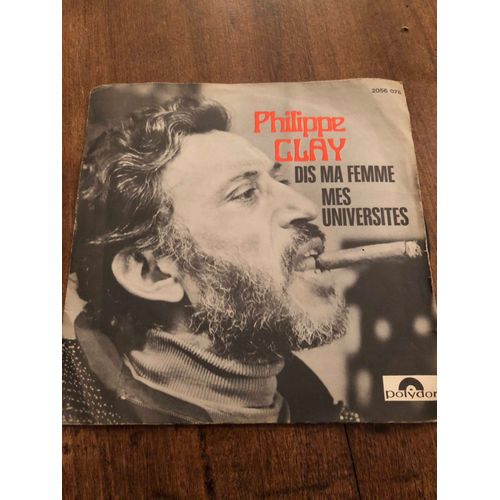 2056 076
Philippe
CLAY
DIS MA FEMME
MES
UNIVERSITES
polydor